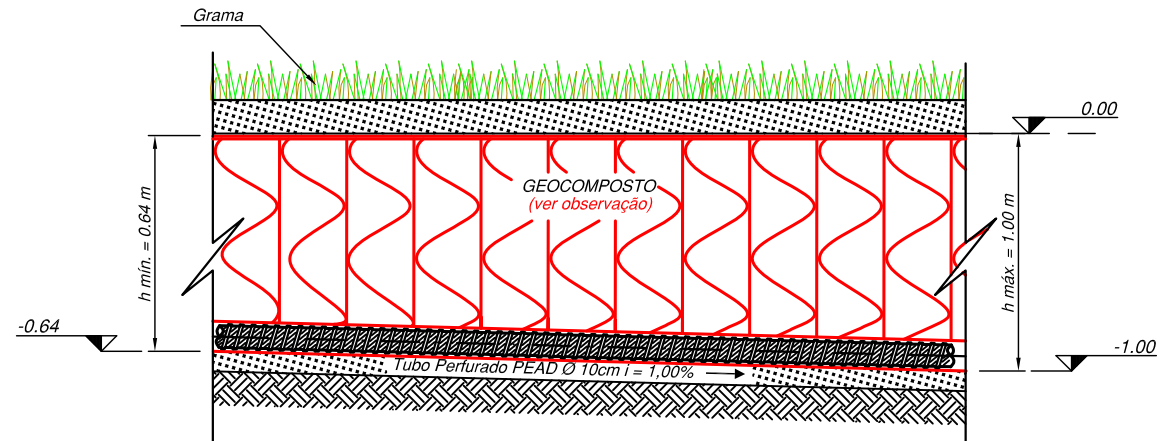 Grama
0.00
GEOCOMPOSTO
(ver observação)
h mín. = 0.64 m
h máx. = 1.00 m
-0.64
-1.00
Tubo Perfurado PEAD Ø 10cm i = 1,00%